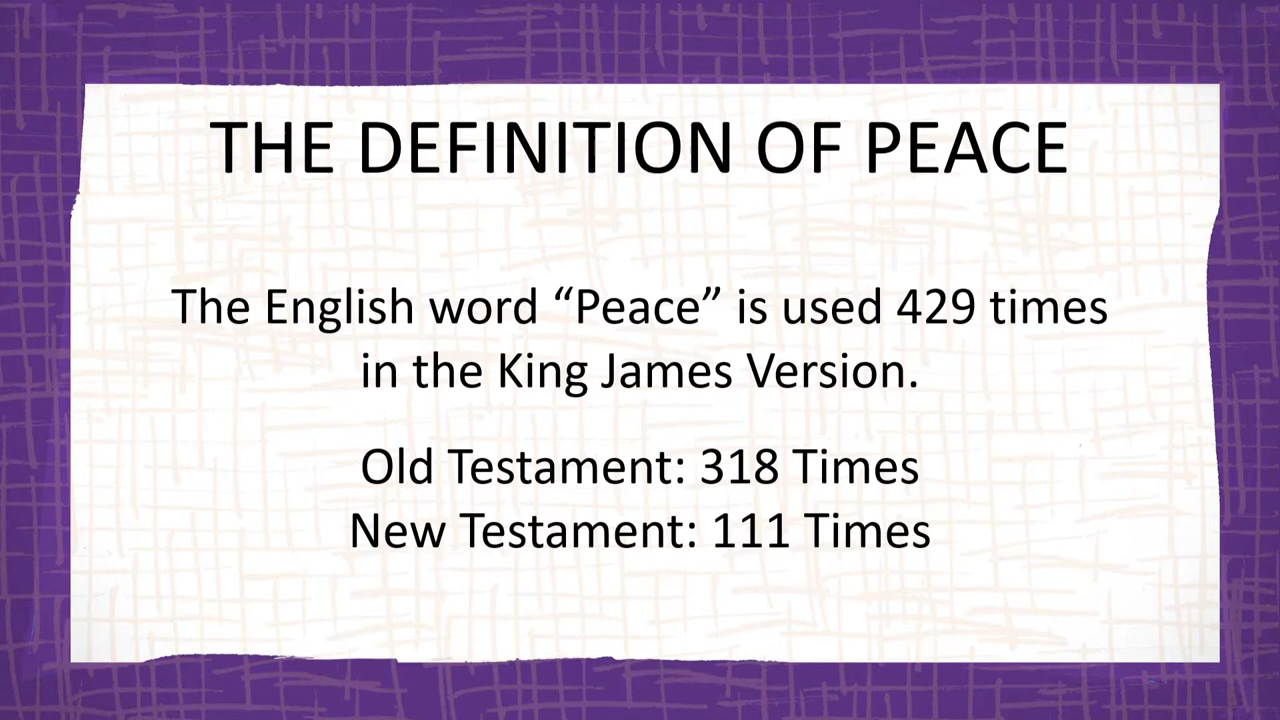 THE DEFINITION OF PEACE
The English word “Peace” is used 429 times
in the King James Version.
Old Testament: 318 Times
New Testament: 111 Times